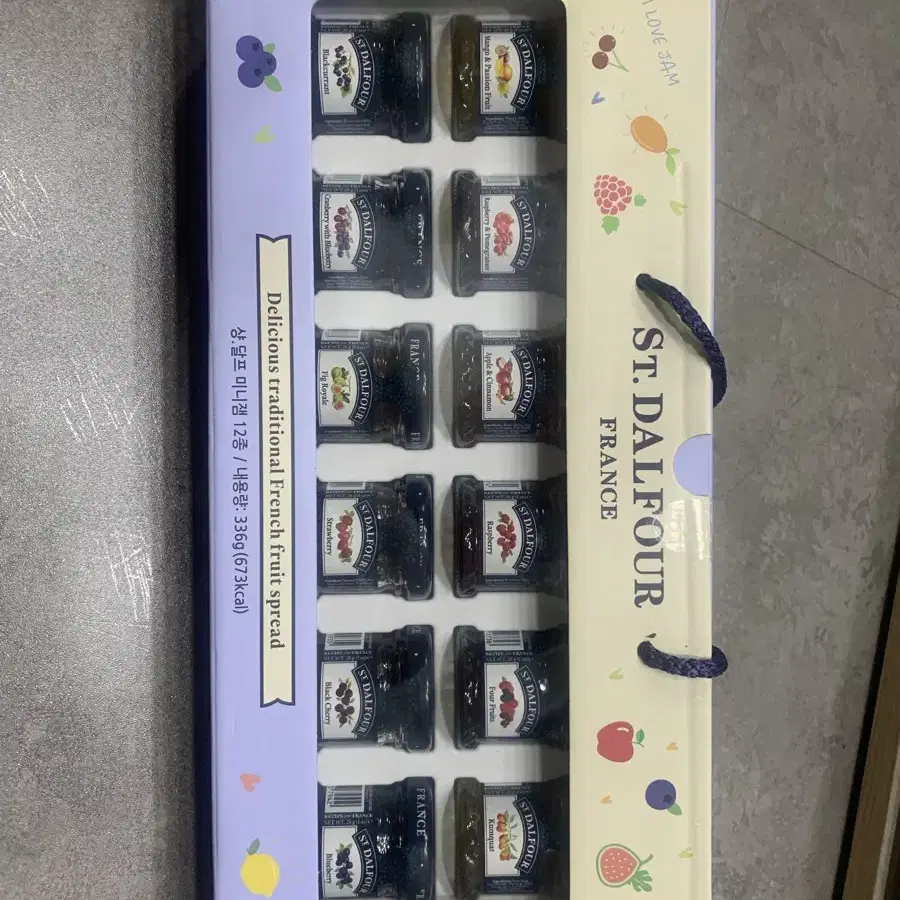 I LOVE JAM
ST. DALFOUR
FRANCE
ST DALFOUR
Mango & Passion Fruit
ST DALFOUR
Raspberry & Pomegranate
ST DALFOUR
Apple & Cinnamon
ST DALFOUR
Raspberry
ST DALFOUR
Four Fruits
ST DALFOUR
Kumquat
ST DALFOUR
Blackcurrant
ST DALFOUR
Cranberry with Blueberry
FRANCE
ST DALFOUR
Fig Royale
FRANCE
ST DALFOUR
Strawberry
ST DALFOUR
Black Cherry
ST DALFOUR
Blueberry
FRANCE
Delicious traditional French fruit spread
샹.달프 미니잼 12종 / 내용량: 336g(673kcal)